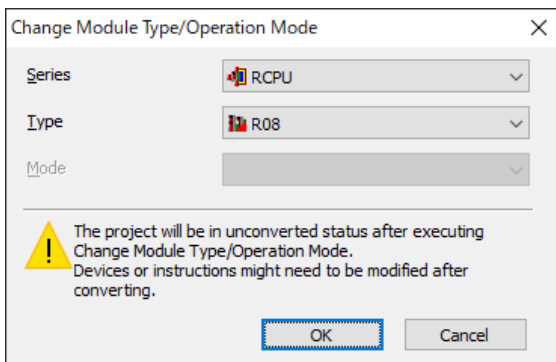 Change Module Type/Operation Mode
Series RCPU
Type R08
Mode
The project will be in unconverted status after executing
Change Module Type/Operation Mode.
Devices or instructions might need to be modified after
converting.
OK Cancel